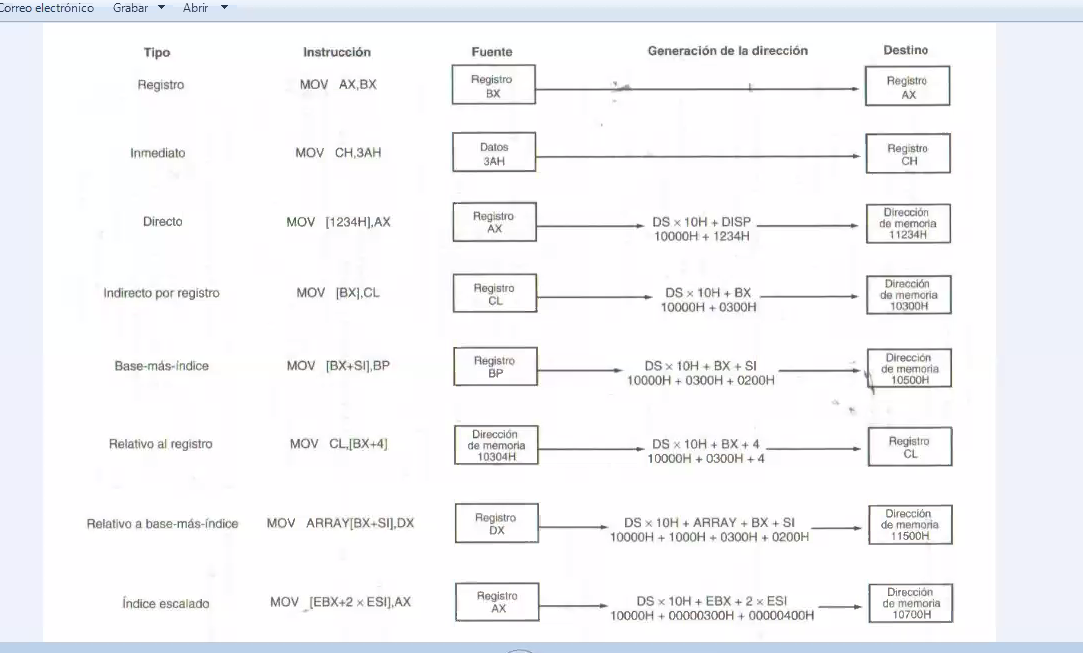 Correo electrónico Grabar Abrir
Tipo Instrucción Fuente Generación de la dirección Destino
Registro MOV AX,BX Registro BX Registro AX
Inmediato MOV CH,3AH Datos 3AH Registro CH
Directo MOV [1234H],AX Registro AX DS × 10H + DISP 10000H + 1234H Dirección de memoria 11234H
Indirecto por registro MOV [BX],CL Registro CL DS × 10H + BX 10000H + 0300H Dirección de memoria 10300H
Base-más-índice MOV [BX+SI],BP Registro BP DS × 10H + BX + SI 10000H + 0300H + 0200H Dirección de memoria 10500H
Relativo al registro MOV CL,[BX+4] Dirección de memoria 10304H DS × 10H + BX + 4 10000H + 0300H + 4 Registro CL
Relativo a base-más-índice MOV ARRAY[BX+SI],DX Registro DX DS × 10H + ARRAY + BX + SI 10000H + 1000H + 0300H + 0200H Dirección de memoria 11500H
Índice escalado MOV [EBX+2 × ESI],AX Registro AX DS × 10H + EBX + 2 × ESI 10000H + 00000300H + 00000400H Dirección de memoria 10700H